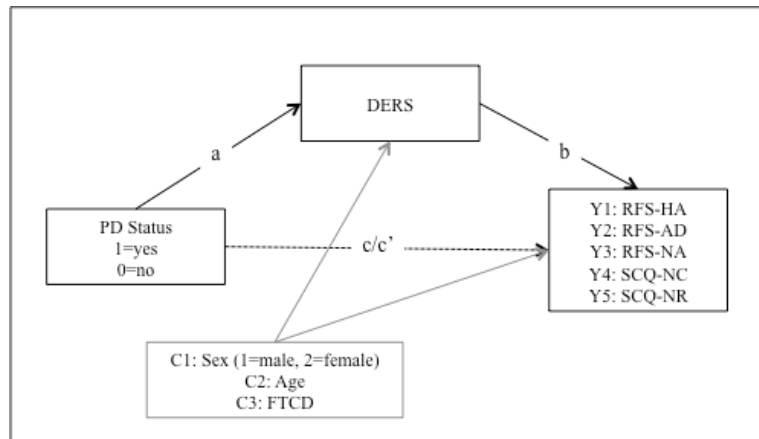 DERS
a
b
PD Status
1=yes
0=no
c/c’
Y1: RFS-HA
Y2: RFS-AD
Y3: RFS-NA
Y4: SCQ-NC
Y5: SCQ-NR
C1: Sex (1=male, 2=female)
C2: Age
C3: FTCD